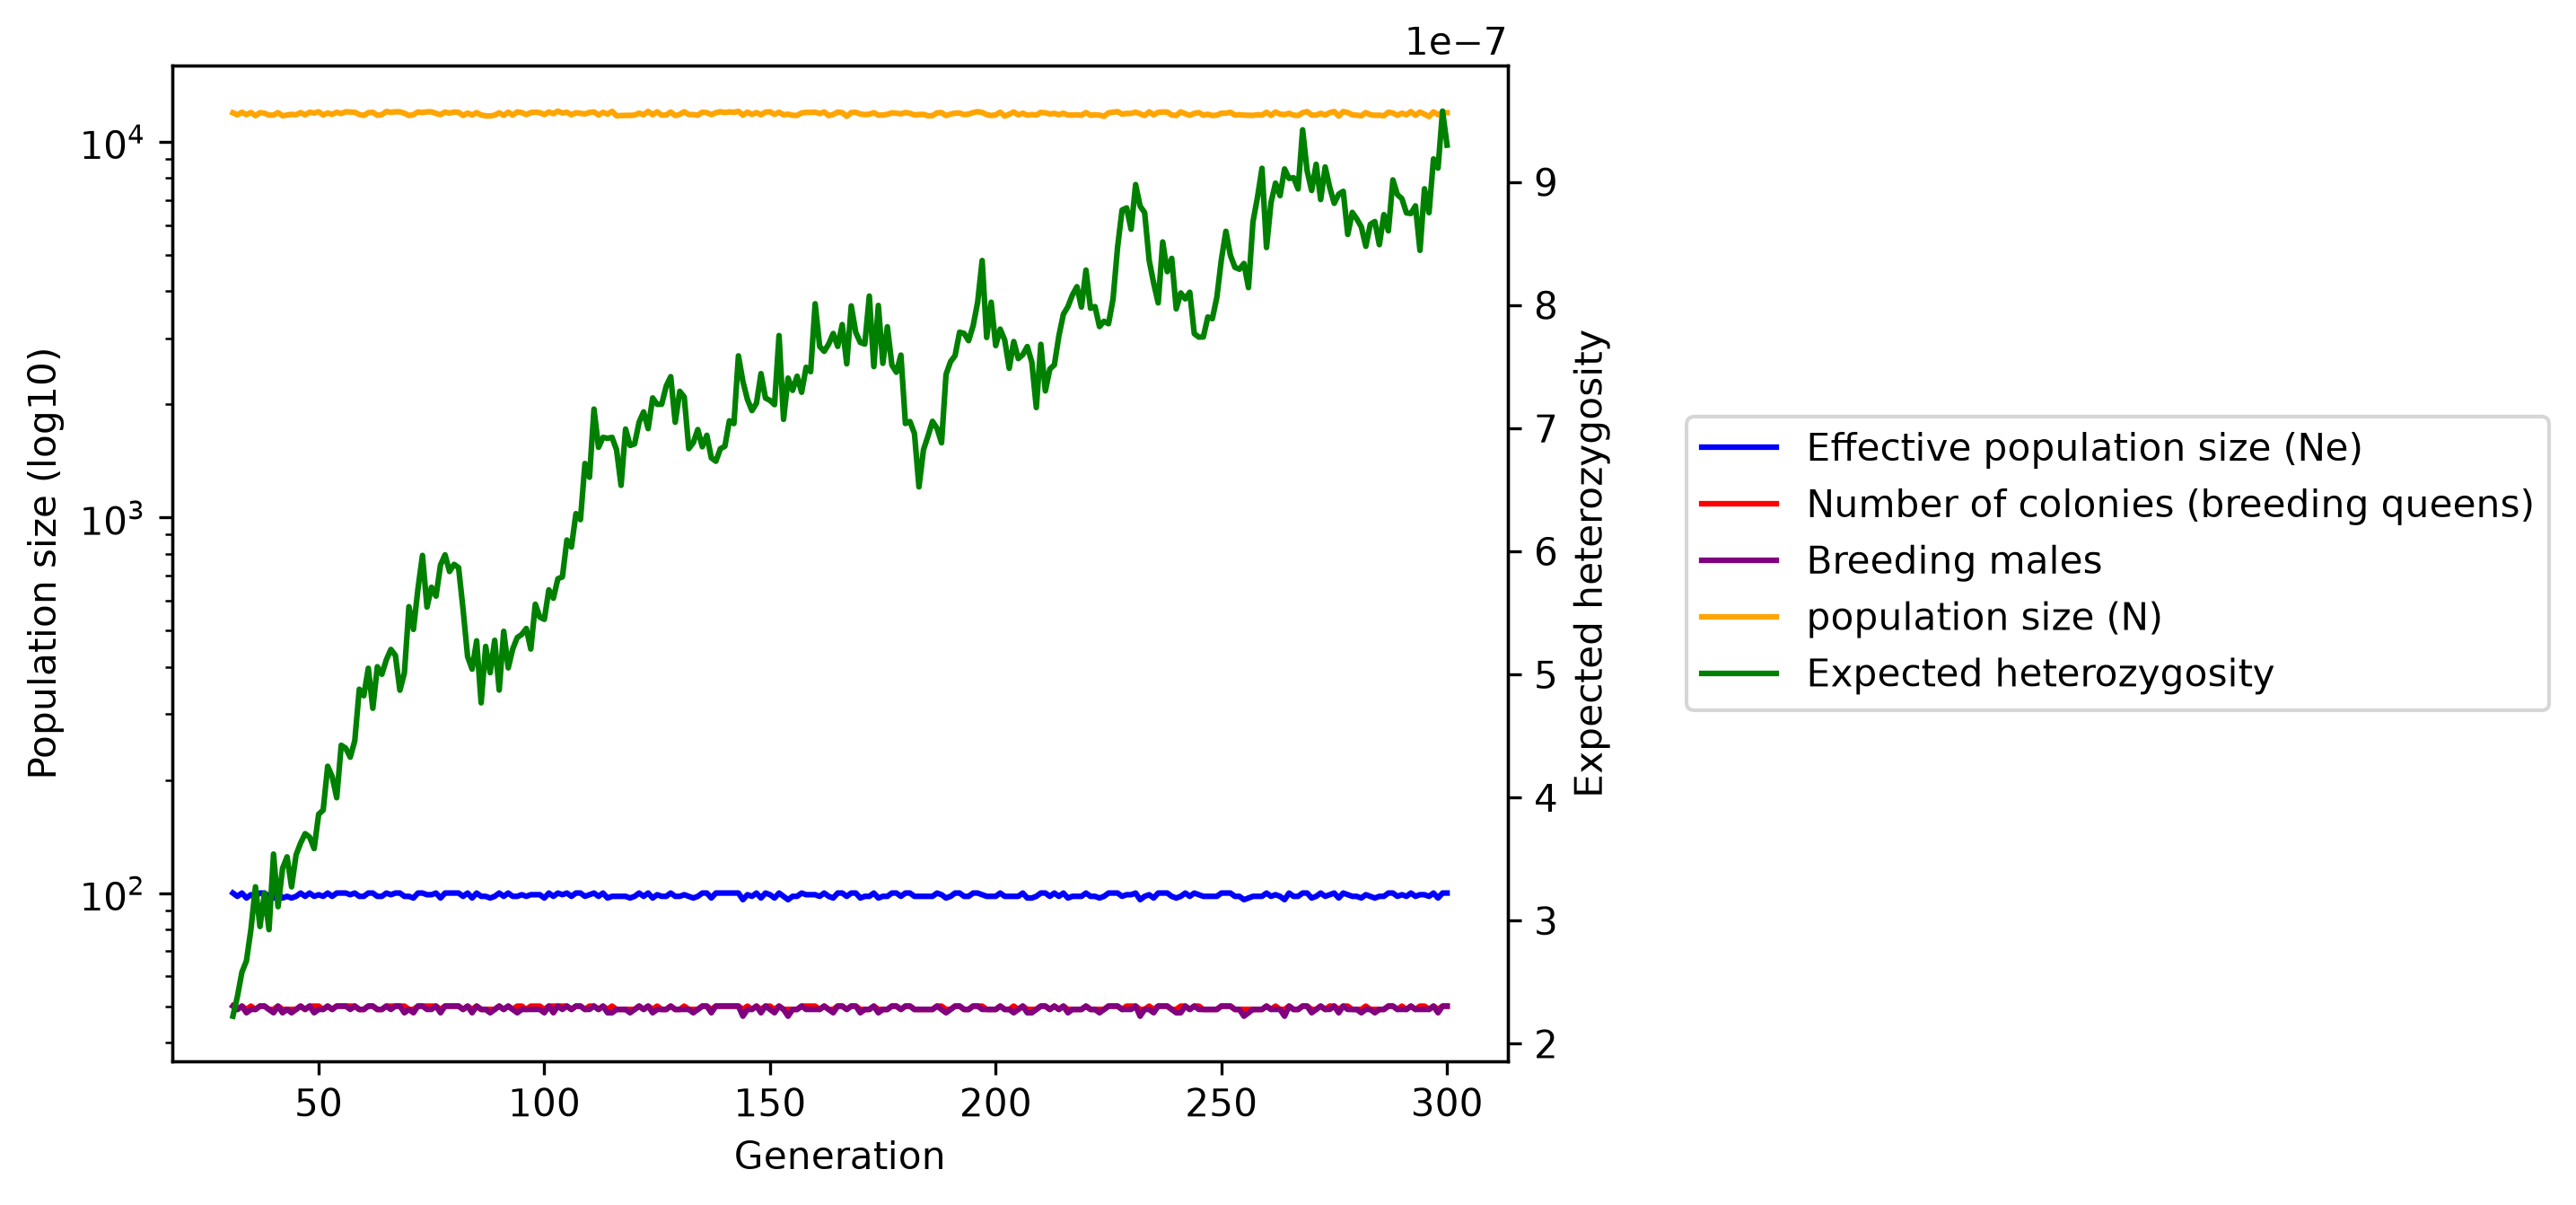 1e−7
Population size (log10)
10⁴
10³
10²
9
8
7
6
5
4
3
2
Expected heterozygosity
50 100 150 200 250 300
Generation
Effective population size (Ne)
Number of colonies (breeding queens)
Breeding males
population size (N)
Expected heterozygosity